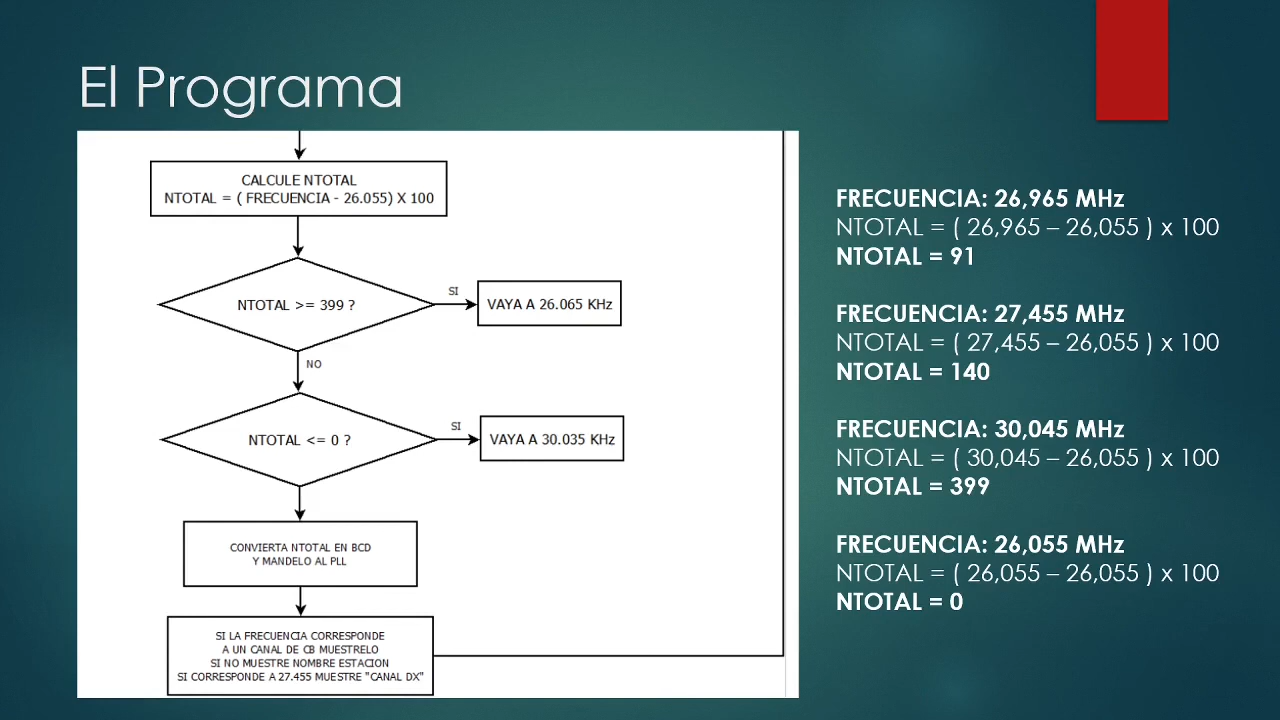 El Programa
CALCULE NTOTAL
NTOTAL = ( FRECUENCIA - 26.055) X 100
NTOTAL >= 399 ?
SI
VAYA A 26.065 KHz
NO
NTOTAL <= 0 ?
SI
VAYA A 30.035 KHz
CONVIERTA NTOTAL EN BCD
Y MANDELO AL PLL
SI LA FRECUENCIA CORRESPONDE
A UN CANAL DE CB MUESTRELO
SI NO MUESTRE NOMBRE ESTACION
SI CORRESPONDE A 27.455 MUESTRE "CANAL DX"
FRECUENCIA: 26,965 MHz
NTOTAL = ( 26,965 – 26,055 ) x 100
NTOTAL = 91
FRECUENCIA: 27,455 MHz
NTOTAL = ( 27,455 – 26,055 ) x 100
NTOTAL = 140
FRECUENCIA: 30,045 MHz
NTOTAL = ( 30,045 – 26,055 ) x 100
NTOTAL = 399
FRECUENCIA: 26,055 MHz
NTOTAL = ( 26,055 – 26,055 ) x 100
NTOTAL = 0